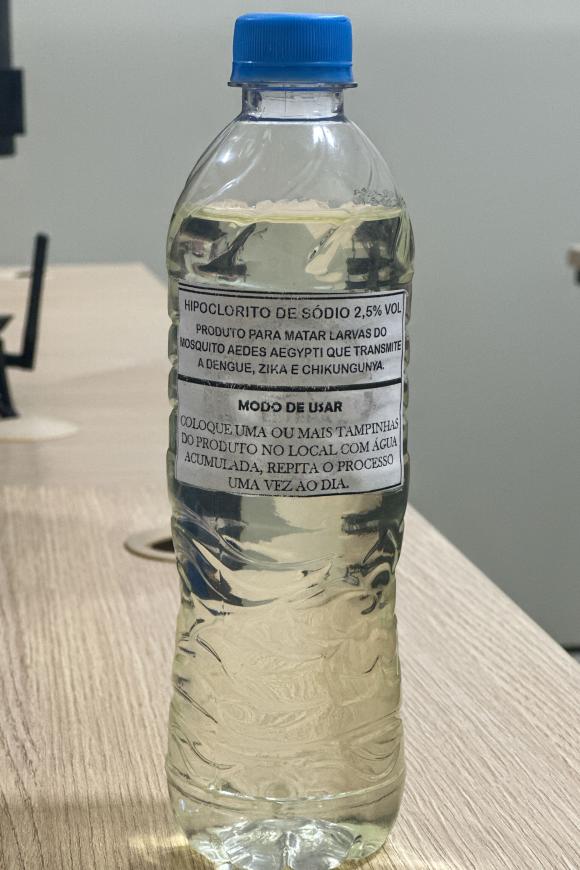 HIPOCLORITO DE SÓDIO 2,5% VOL
PRODUTO PARA MATAR LARVAS DO
MOSQUITO AEDES AEGYPTI QUE TRANSMITE
A DENGUE, ZIKA E CHIKUNGUNYA.
MODO DE USAR
COLOQUE UMA OU MAIS TAMPINHAS
DO PRODUTO NO LOCAL COM ÁGUA
ACUMULADA, REPITA O PROCESSO
UMA VEZ AO DIA.